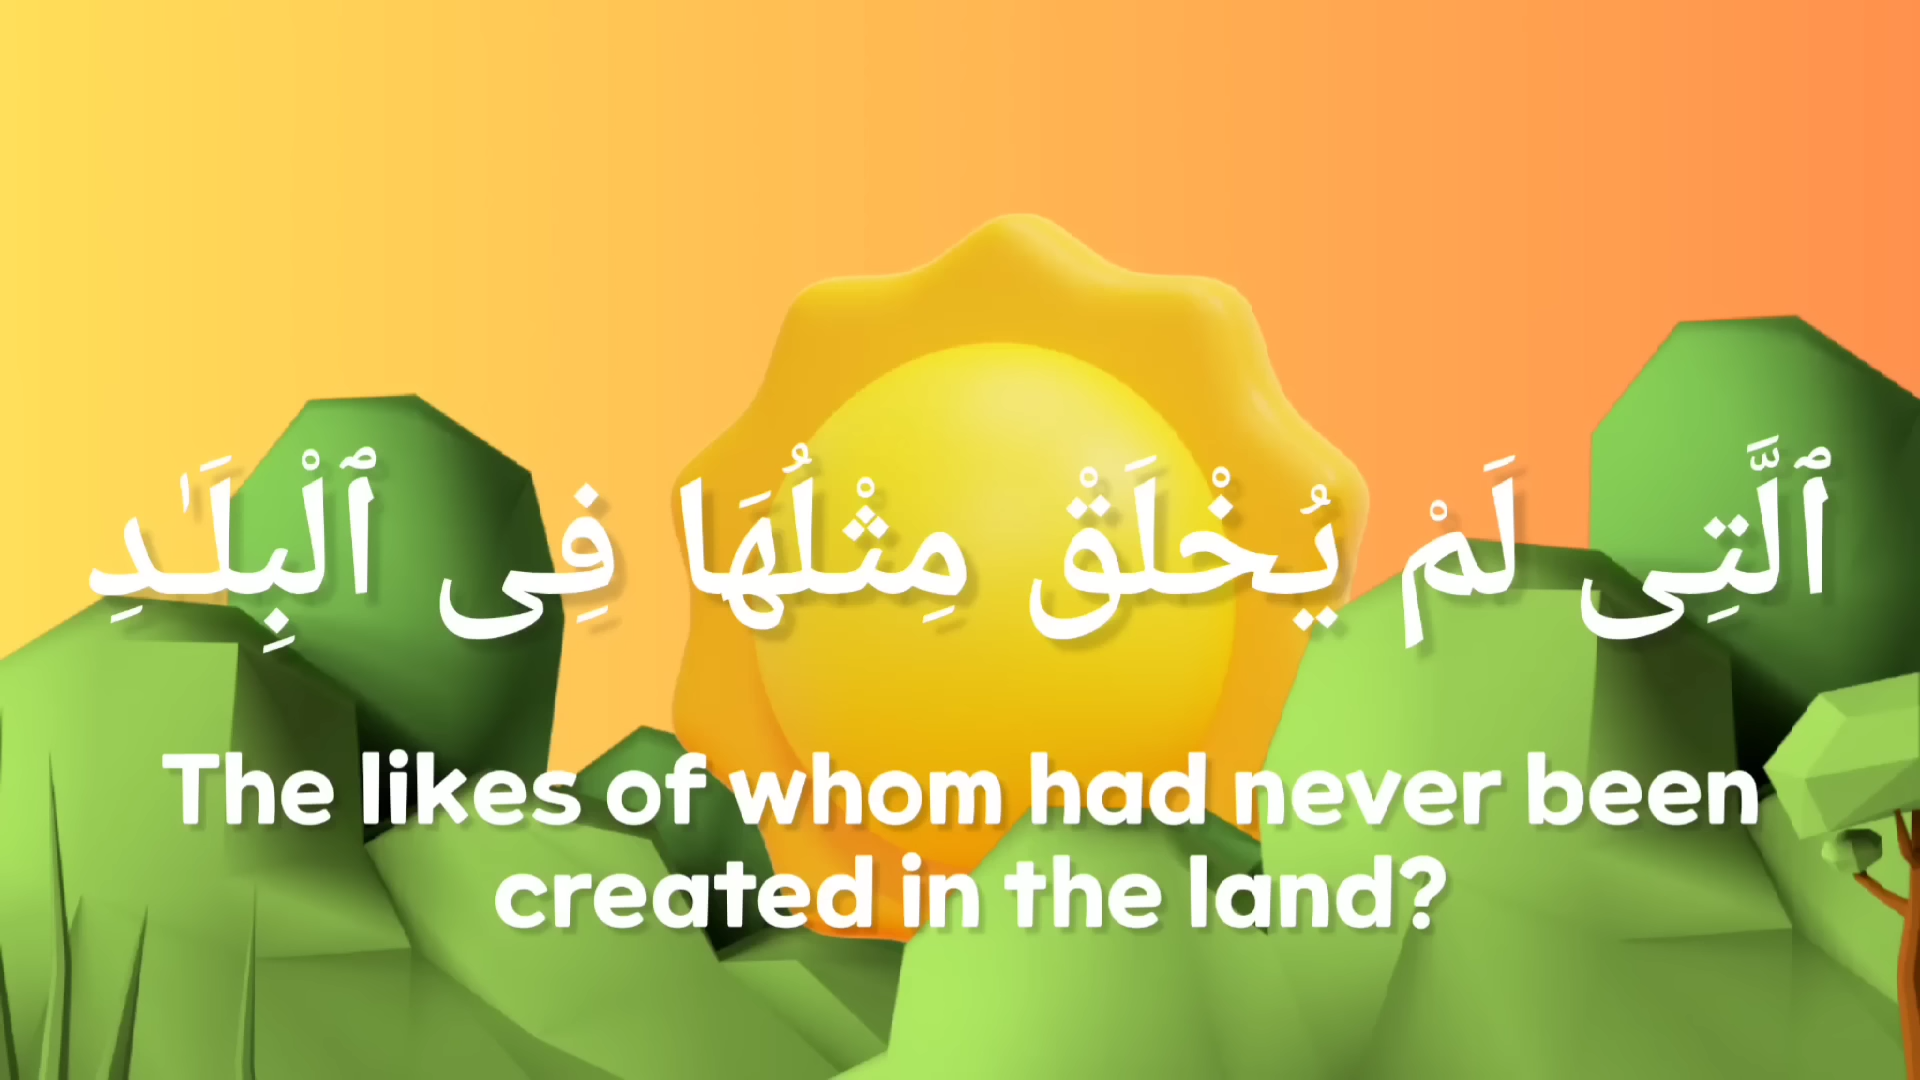 ٱلَّتِى لَمْ يُخْلَقْ مِثْلُهَا فِى ٱلْبِلَـٰدِ
The likes of whom had never been
created in the land?